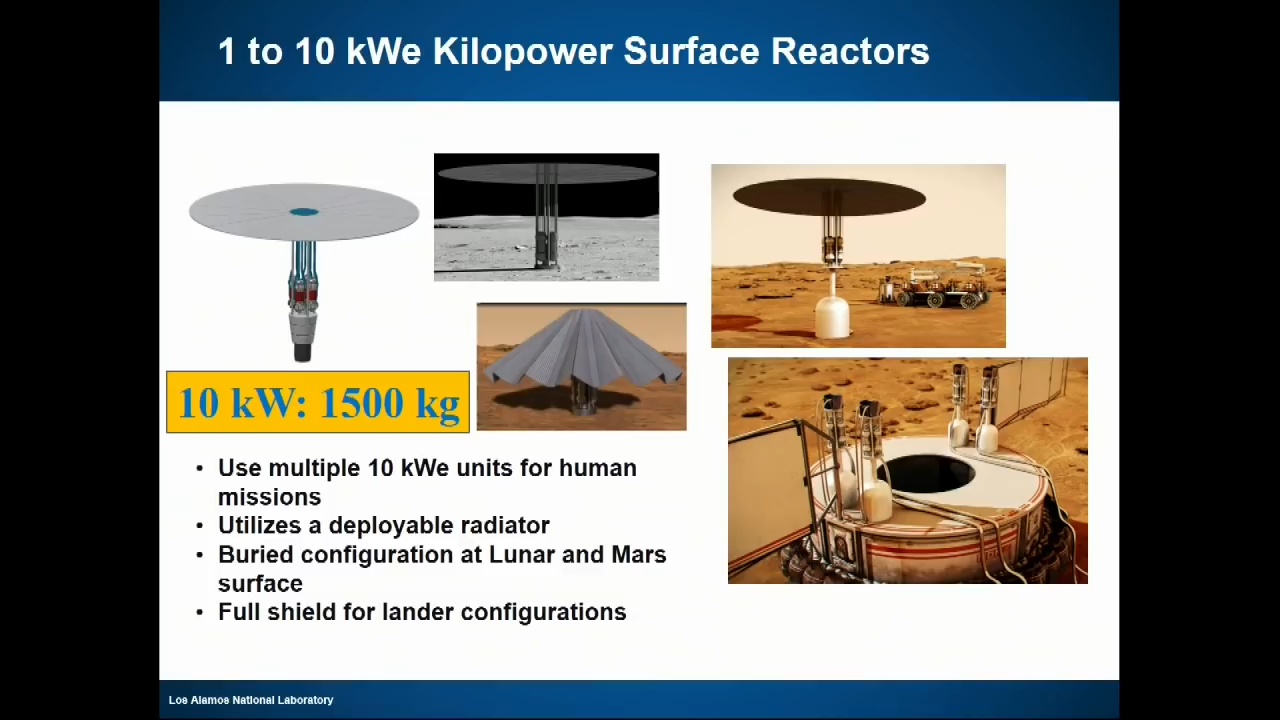 1 to 10 kWe Kilopower Surface Reactors
10 kW: 1500 kg
• Use multiple 10 kWe units for human
missions
• Utilizes a deployable radiator
• Buried configuration at Lunar and Mars
surface
• Full shield for lander configurations
Los Alamos National Laboratory